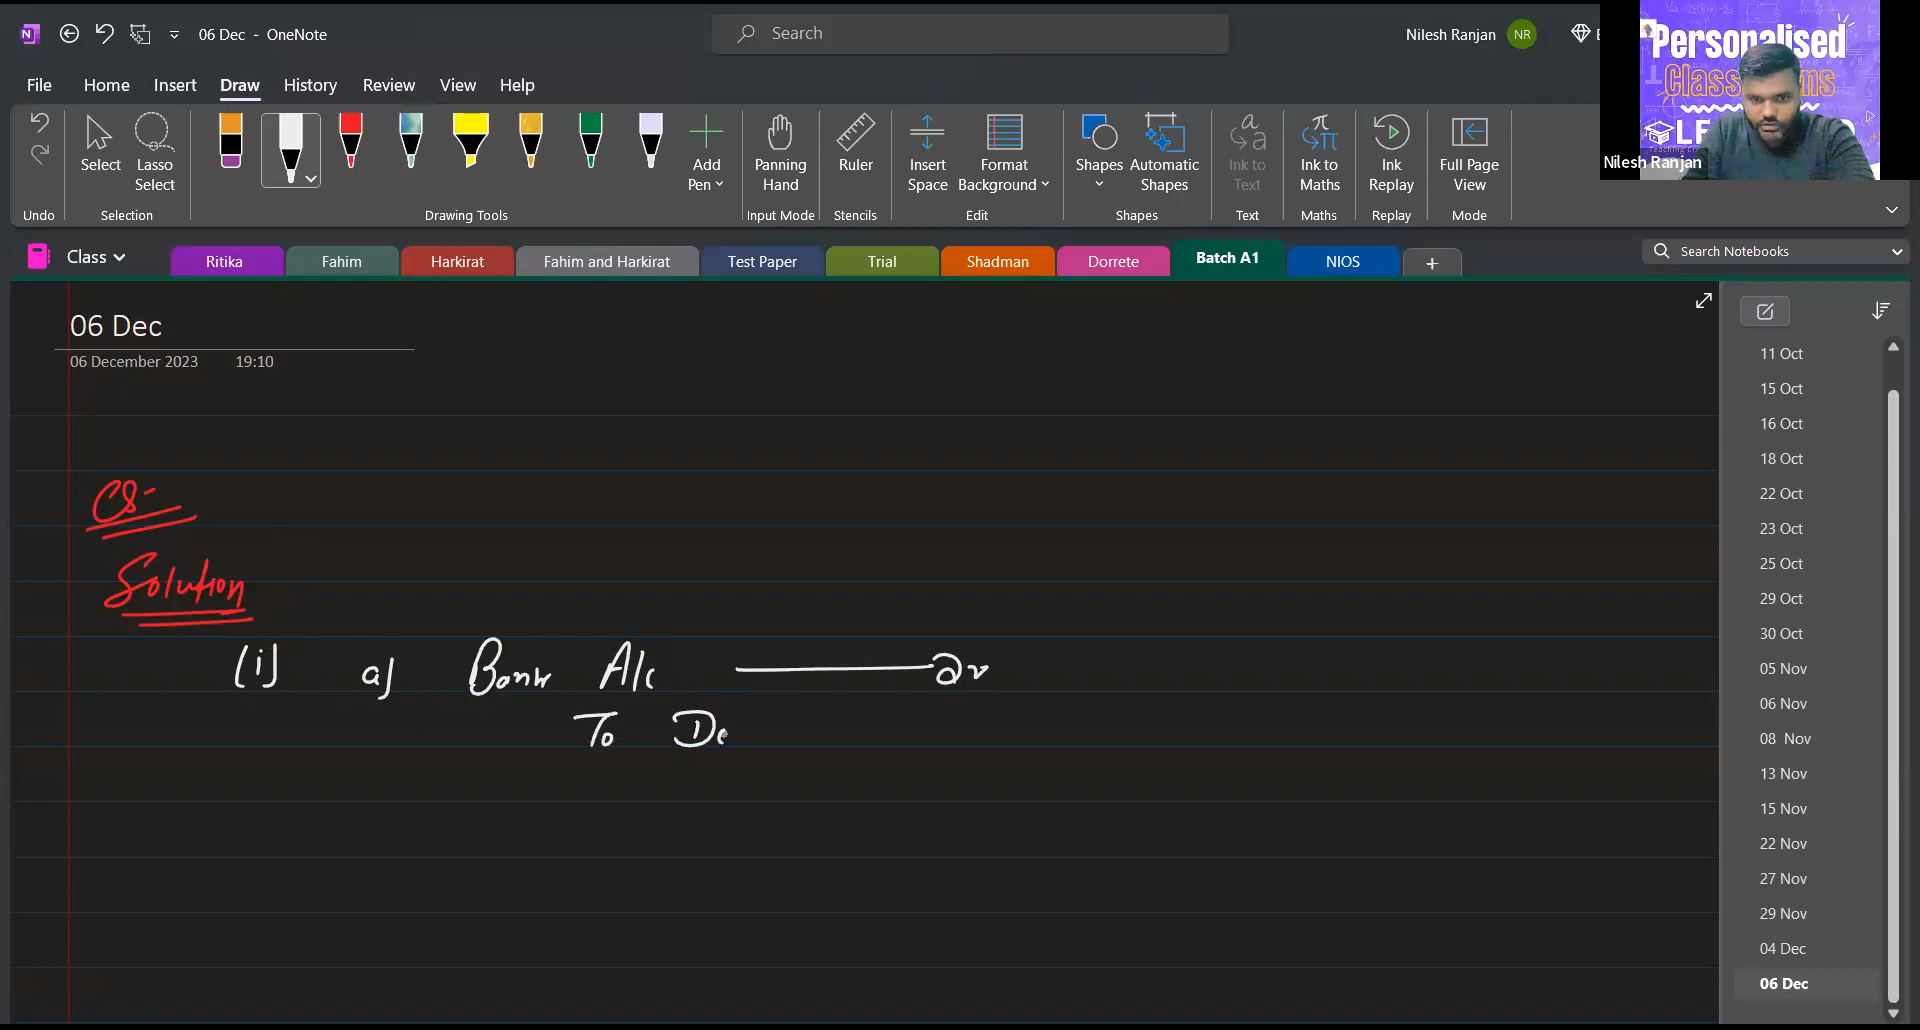 06 Dec - OneNote
Search
Nilesh Ranjan NR
Personalised
Nilesh Ranjan
File Home Insert Draw History Review View Help
Select Lasso Select Add Pen Panning Hand Ruler Insert Space Format Background Shapes Automatic Shapes Ink to Text Ink to Maths Ink Replay Full Page View
Undo Selection Drawing Tools Input Mode Stencils Edit Shapes Text Maths Replay Mode
Class Ritika Fahim Harkirat Fahim and Harkirat Test Paper Trial Shadman Dorrete Batch A1 NIOS + Search Notebooks
06 Dec
06 December 2023 19:10
Solution
(i) a) Bank A/c Dr
To De
11 Oct
15 Oct
16 Oct
18 Oct
22 Oct
23 Oct
25 Oct
29 Oct
30 Oct
05 Nov
06 Nov
08 Nov
13 Nov
15 Nov
22 Nov
27 Nov
29 Nov
04 Dec
06 Dec